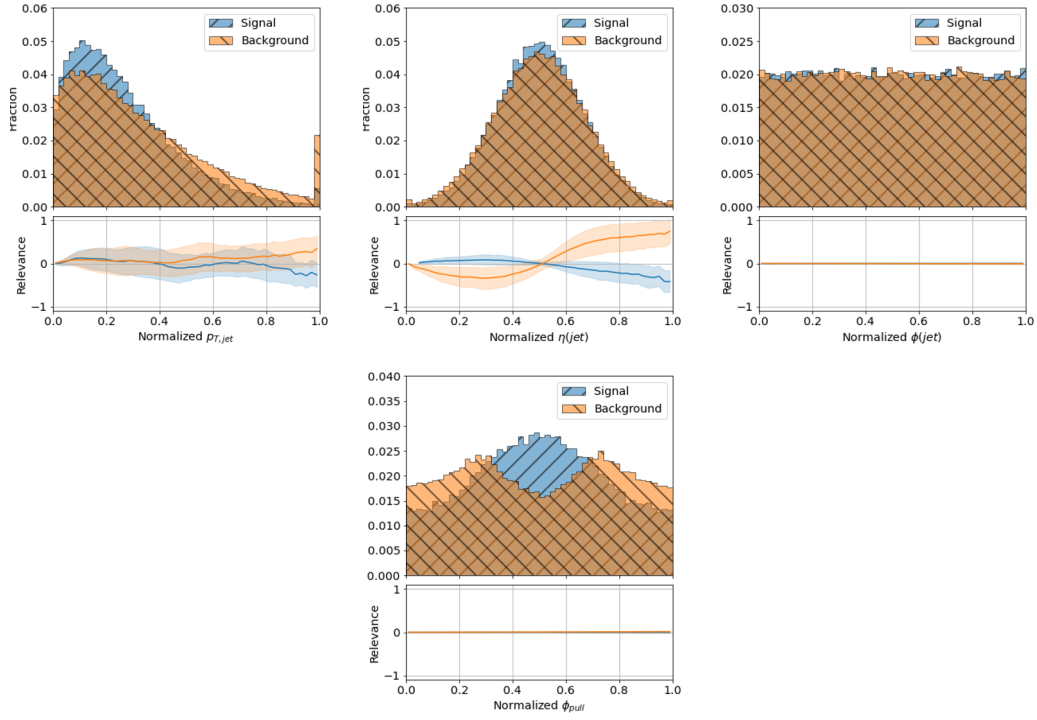 0.06
0.05
0.04
0.03
0.02
0.01
0.00
Fraction
Signal
Background
1
0
−1
Relevance
0.0 0.2 0.4 0.6 0.8 1.0
Normalized p_{T,jet}
0.06
0.05
0.04
0.03
0.02
0.01
0.00
Fraction
Signal
Background
1
0
−1
Relevance
0.0 0.2 0.4 0.6 0.8 1.0
Normalized η(jet)
0.030
0.025
0.020
0.015
0.010
0.005
0.000
Signal
Background
1
0
−1
Relevance
0.0 0.2 0.4 0.6 0.8 1.0
Normalized ϕ(jet)
0.040
0.035
0.030
0.025
0.020
0.015
0.010
0.005
0.000
Signal
Background
1
0
−1
Relevance
0.0 0.2 0.4 0.6 0.8 1.0
Normalized ϕ_{pull}